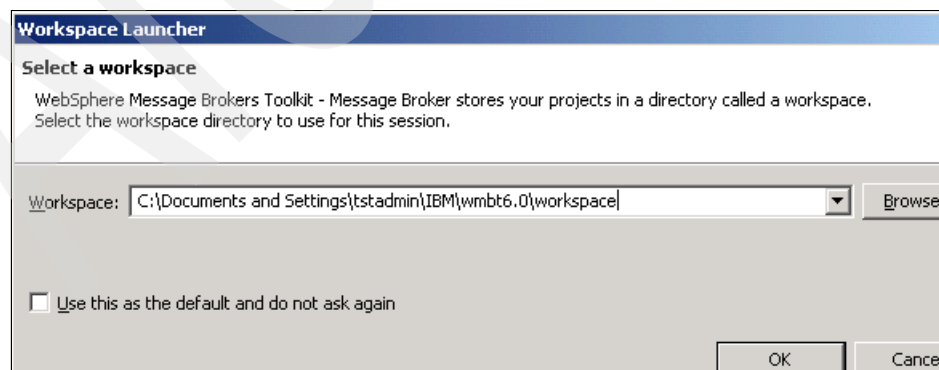 Workspace Launcher
Select a workspace
WebSphere Message Brokers Toolkit - Message Broker stores your projects in a directory called a workspace.
Select the workspace directory to use for this session.
Workspace: C:\Documents and Settings\tstadmin\IBM\wmbt6.0\workspace Browse
Use this as the default and do not ask again
OK Cance